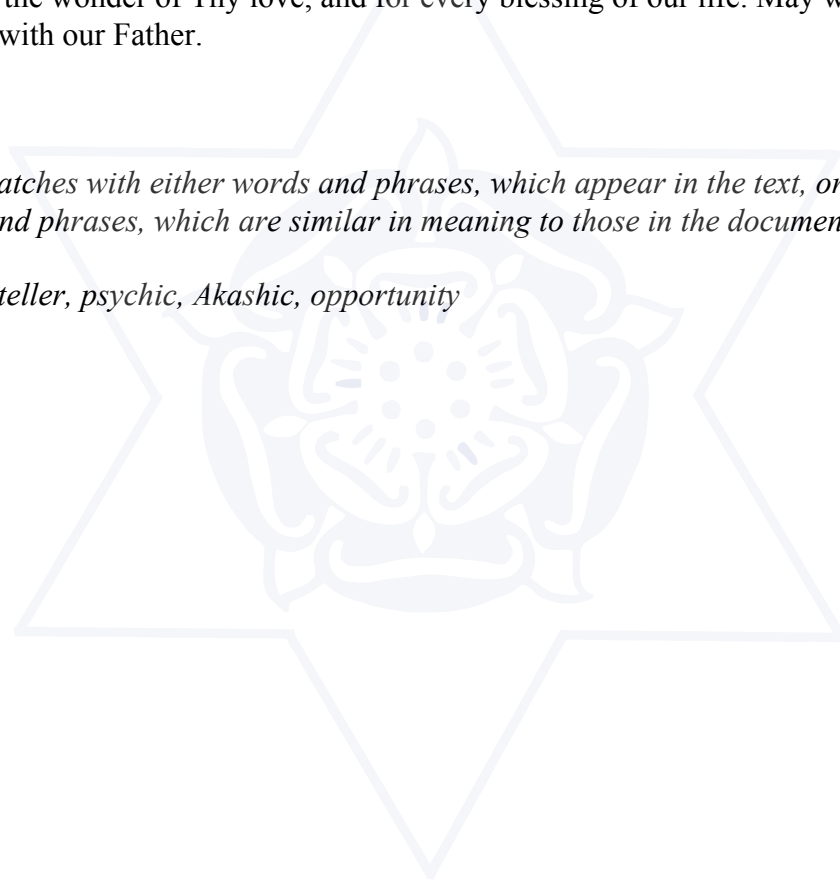 the wonder of Thy love, and for every blessing of our life. May w
with our Father.
atches with either words and phrases, which appear in the text, or
nd phrases, which are similar in meaning to those in the documen
teller, psychic, Akashic, opportunity